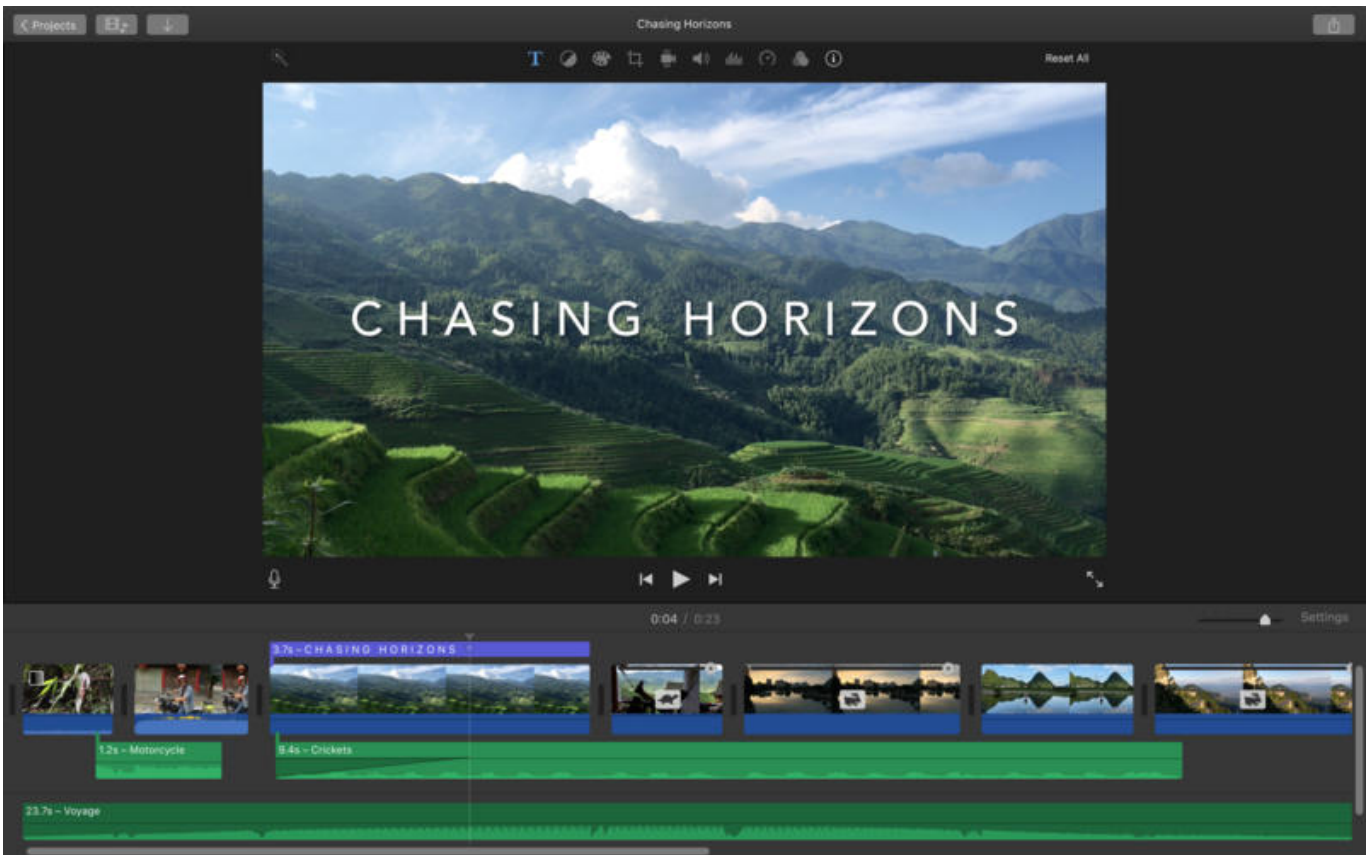 Projects
Chasing Horizons
T
Reset All
CHASING HORIZONS
0:04 / 0:23
Settings
3.7s – CHASING HORIZONS
1.2s – Motorcycle
9.4s – Crickets
23.7s – Voyage